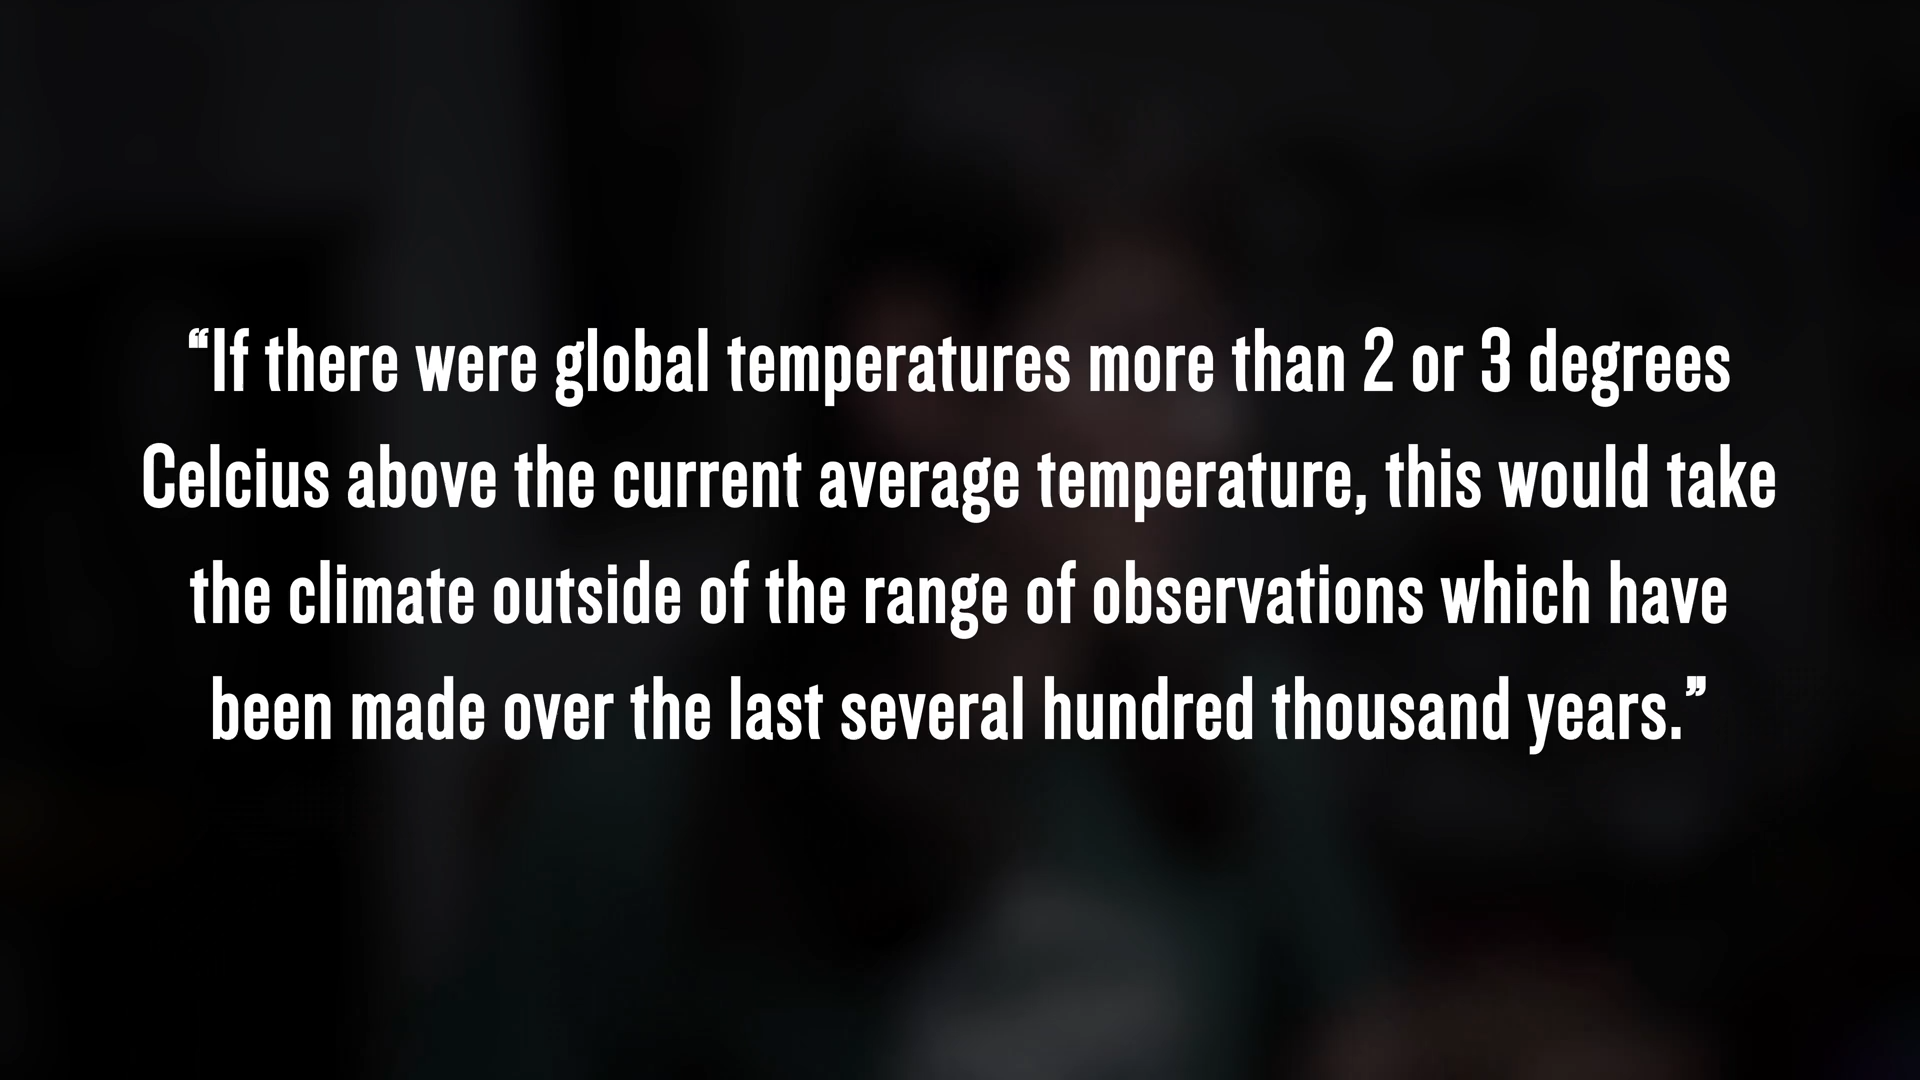 “If there were global temperatures more than 2 or 3 degrees
Celcius above the current average temperature, this would take
the climate outside of the range of observations which have
been made over the last several hundred thousand years.”